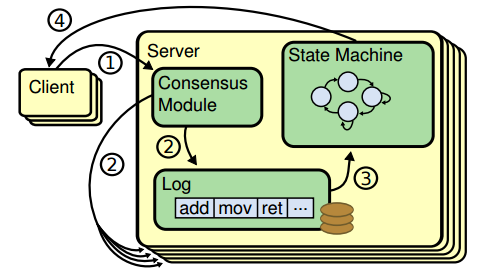 ④
①
Server
State Machine
Client
Consensus
Module
②
②
③
Log
add mov ret ...